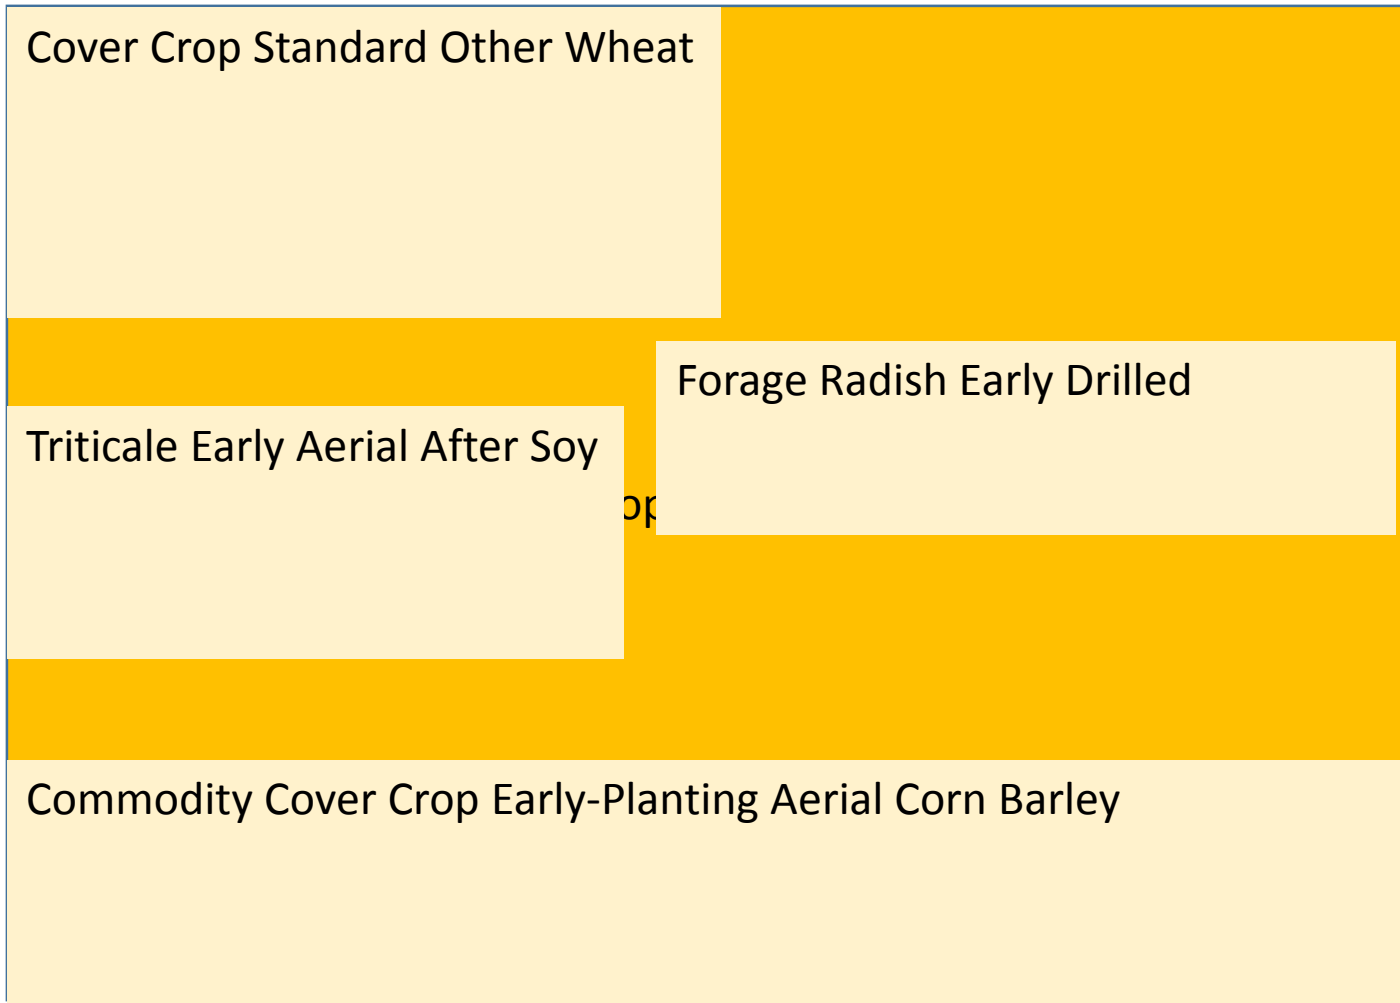 Cover Crop Standard Other Wheat
Forage Radish Early Drilled
Triticale Early Aerial After Soy
Commodity Cover Crop Early-Planting Aerial Corn Barley